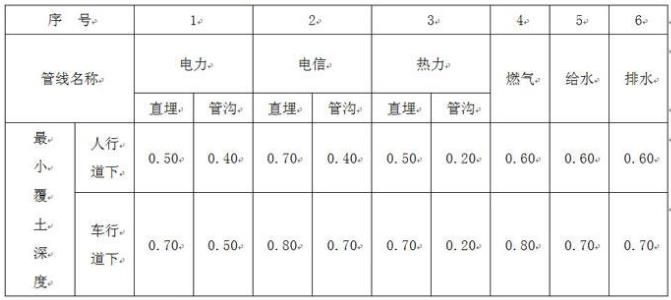 序 号 1 2 3 4 5 6
管线名称 电力 电信 热力 燃气 给水 排水
直埋 管沟 直埋 管沟 直埋 管沟
最小覆土深度
人行道下 0.50 0.40 0.70 0.40 0.50 0.20 0.60 0.60 0.60
车行道下 0.70 0.50 0.80 0.70 0.70 0.20 0.80 0.70 0.70